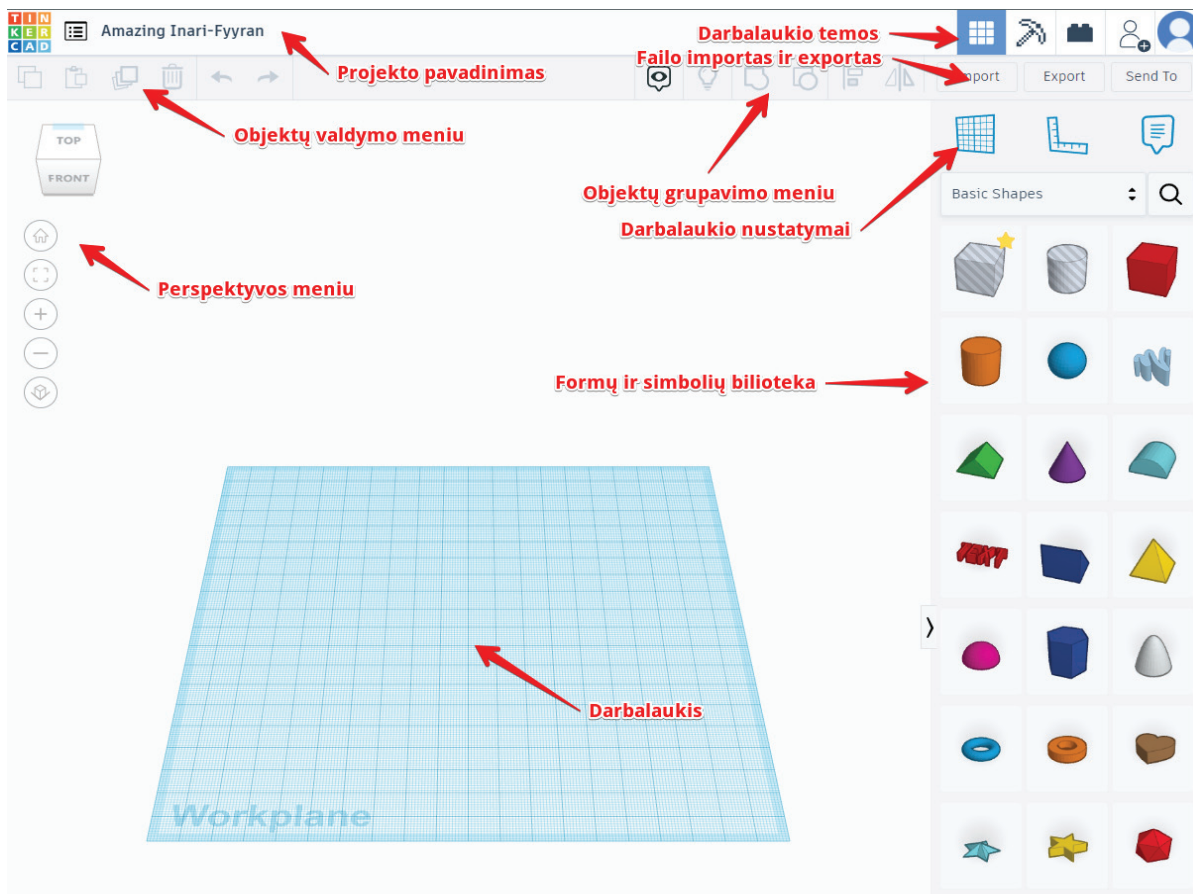 TIN
KER
CAD
Amazing Inari-Fyyran
Darbalaukio temos
Projekto pavadinimas
Failo importas ir exportas
port
Export
Send To
Objektų valdymo meniu
TOP
FRONT
Objektų grupavimo meniu
Basic Shapes
Darbalaukio nustatymai
Perspektyvos meniu
Formų ir simbolių bilioteka
TEXT
Darbalaukis
Workplane